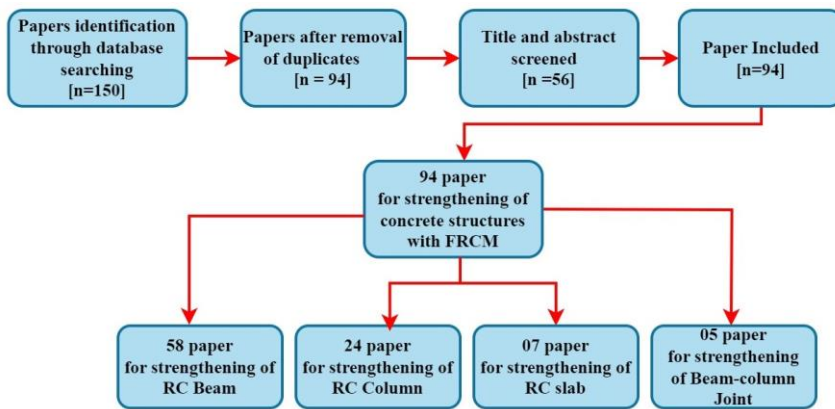 Papers identification
through database
searching
[n=150]
Papers after removal
of duplicates
[n = 94]
Title and abstract
screened
[n =56]
Paper Included
[n=94]
94 paper
for strengthening of
concrete structures
with FRCM
58 paper
for strengthening of
RC Beam
24 paper
for strengthening of
RC Column
07 paper
for strengthening of
RC slab
05 paper
for strengthening
of Beam-column
Joint